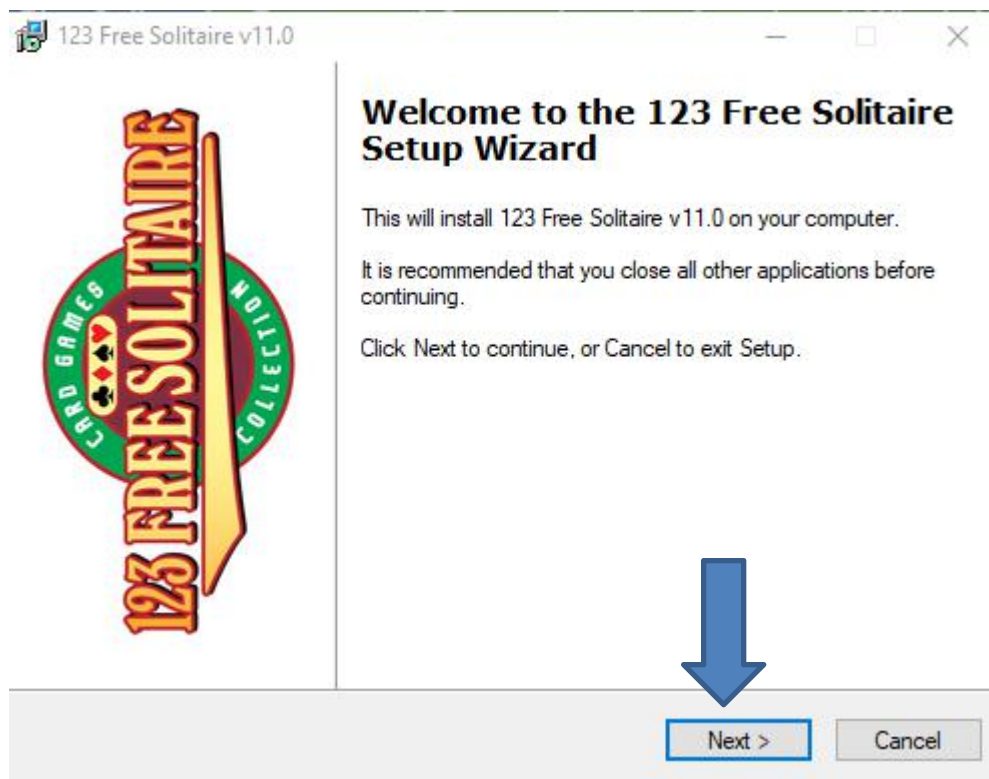 123 Free Solitaire v11.0
Welcome to the 123 Free Solitaire
Setup Wizard
This will install 123 Free Solitaire v11.0 on your computer.
It is recommended that you close all other applications before
continuing.
Click Next to continue, or Cancel to exit Setup.
123 FREE SOLITAIRE
CARD GAMES
COLLECTION
Next >
Cancel